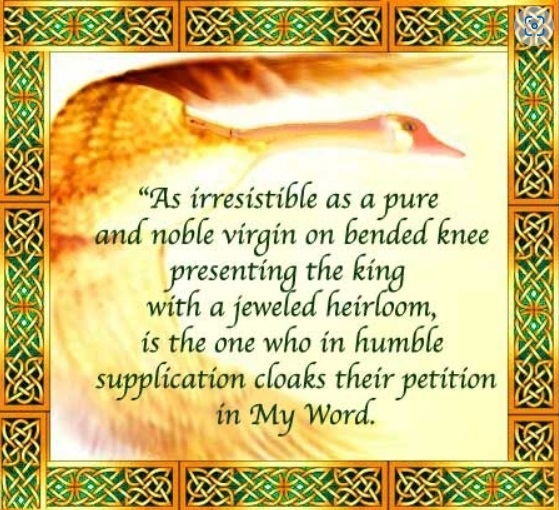 “As irresistible as a pure
and noble virgin on bended knee
presenting the king
with a jeweled heirloom,
is the one who in humble
supplication cloaks their petition
in My Word.